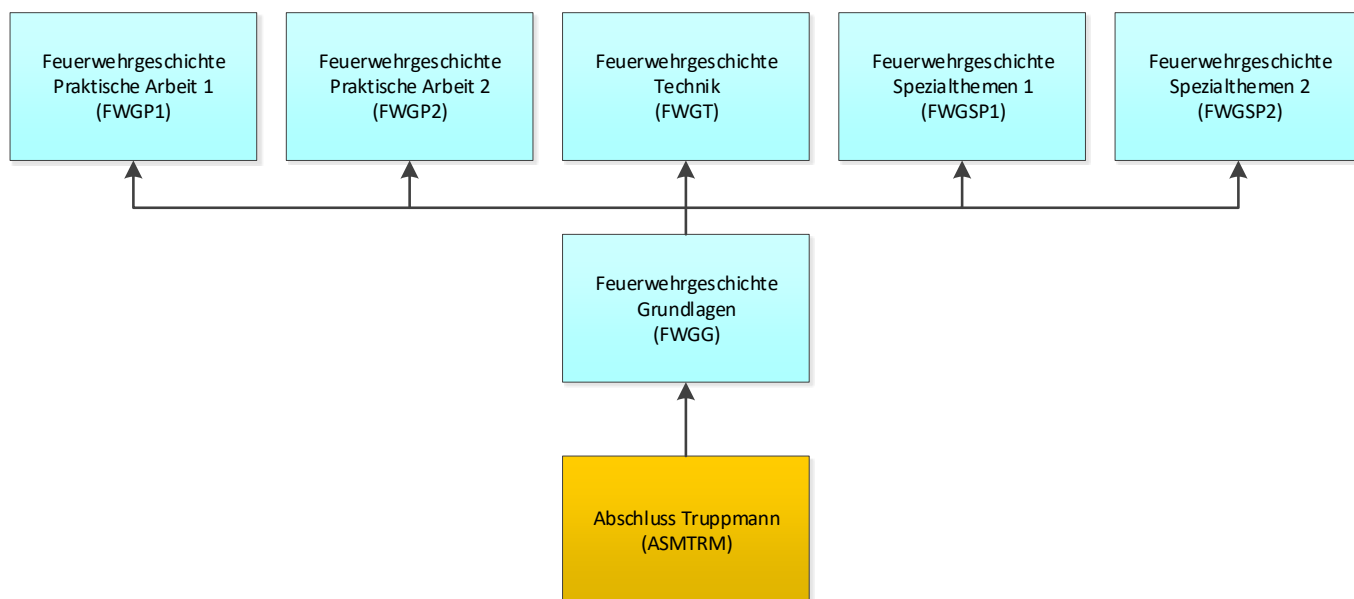 Feuerwehrgeschichte
Praktische Arbeit 1
(FWGP1)
Feuerwehrgeschichte
Praktische Arbeit 2
(FWGP2)
Feuerwehrgeschichte
Technik
(FWGT)
Feuerwehrgeschichte
Spezialthemen 1
(FWGSP1)
Feuerwehrgeschichte
Spezialthemen 2
(FWGSP2)
Feuerwehrgeschichte
Grundlagen
(FWGG)
Abschluss Truppmann
(ASMTRM)